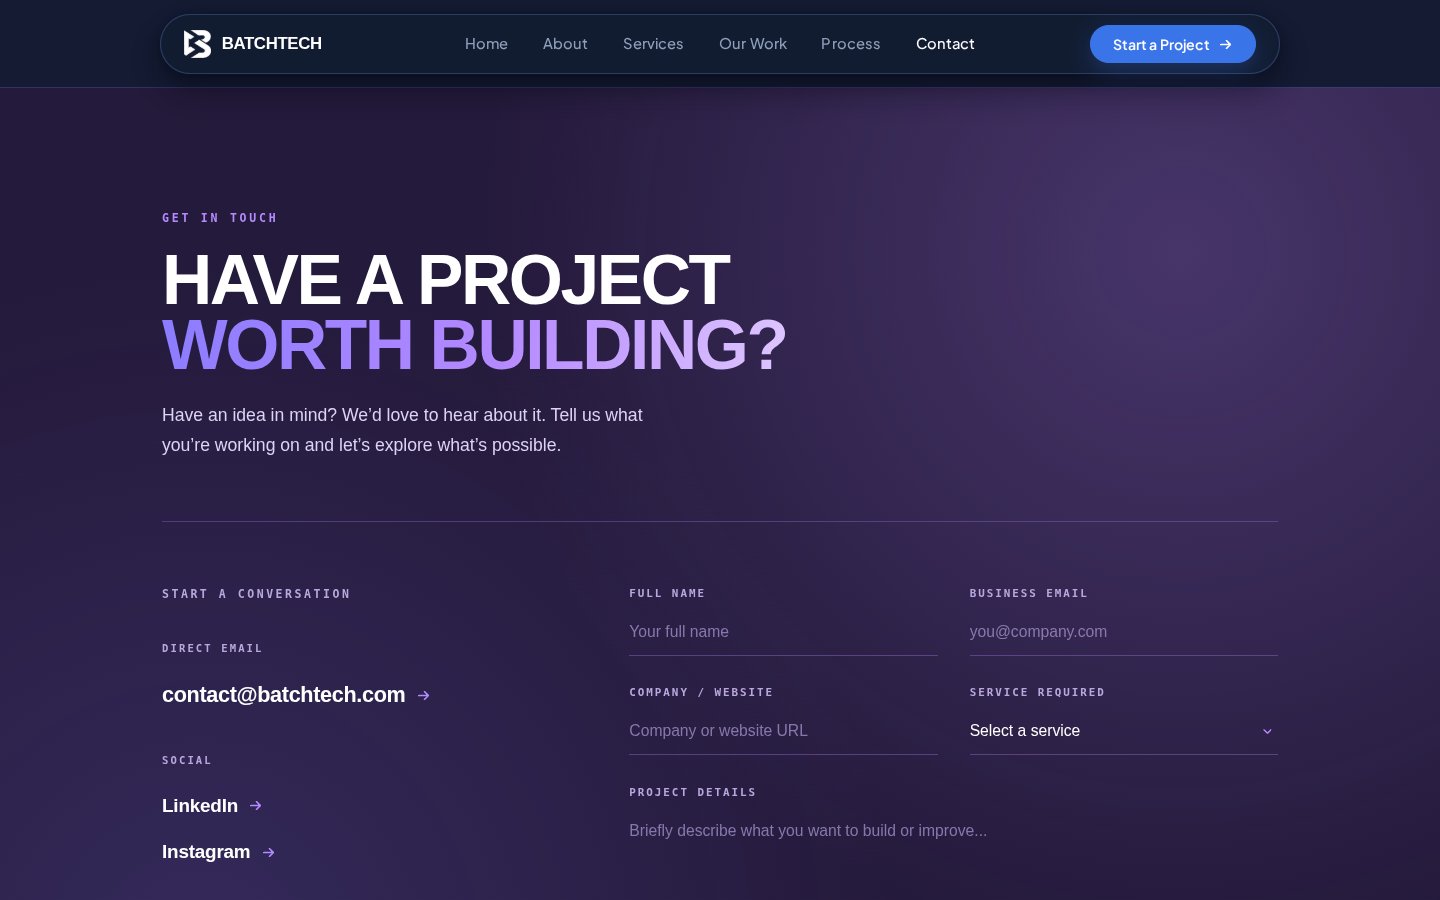 BATCHTECH
Home
About
Services
Our Work
Process
Contact
Start a Project
GET IN TOUCH
HAVE A PROJECT
WORTH BUILDING?
Have an idea in mind? We’d love to hear about it. Tell us what
you’re working on and let’s explore what’s possible.
START A CONVERSATION
DIRECT EMAIL
contact@batchtech.com
SOCIAL
LinkedIn
Instagram
FULL NAME
Your full name
BUSINESS EMAIL
you@company.com
COMPANY / WEBSITE
Company or website URL
SERVICE REQUIRED
Select a service
PROJECT DETAILS
Briefly describe what you want to build or improve...